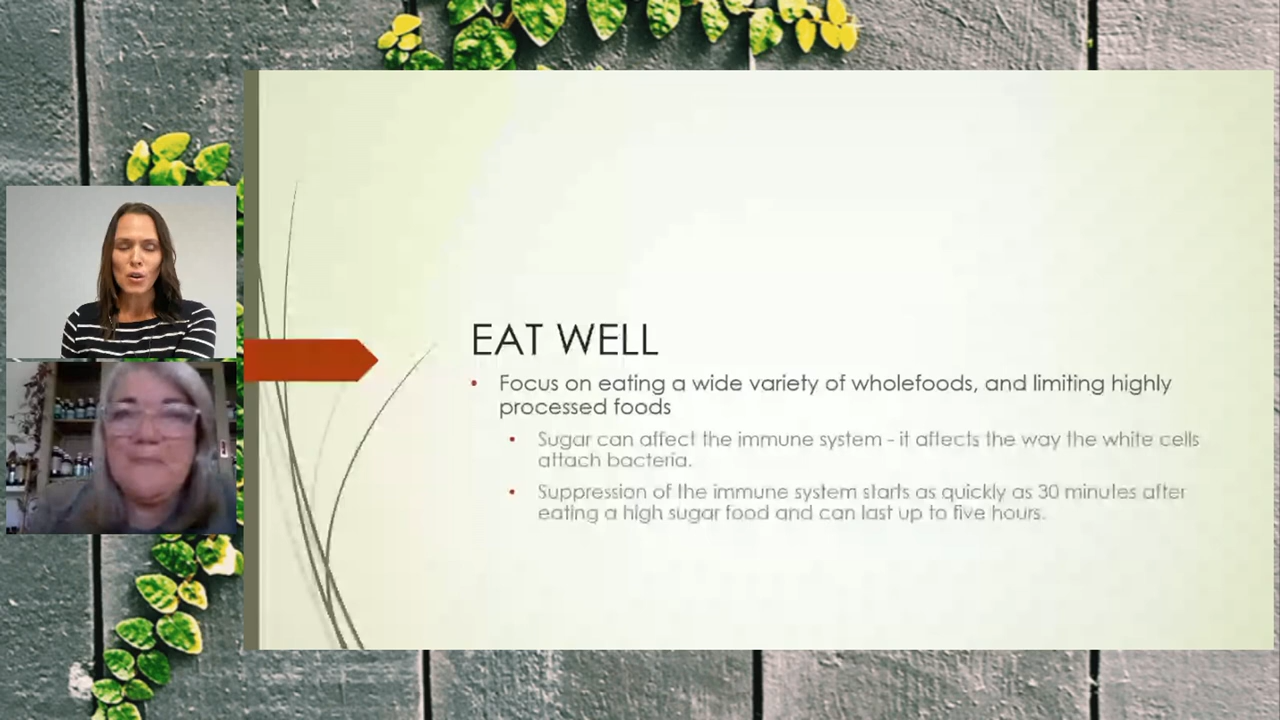 EAT WELL
• Focus on eating a wide variety of wholefoods, and limiting highly
processed foods
• Sugar can affect the immune system - it affects the way the white cells
attach bacteria.
• Suppression of the immune system starts as quickly as 30 minutes after
eating a high sugar food and can last up to five hours.